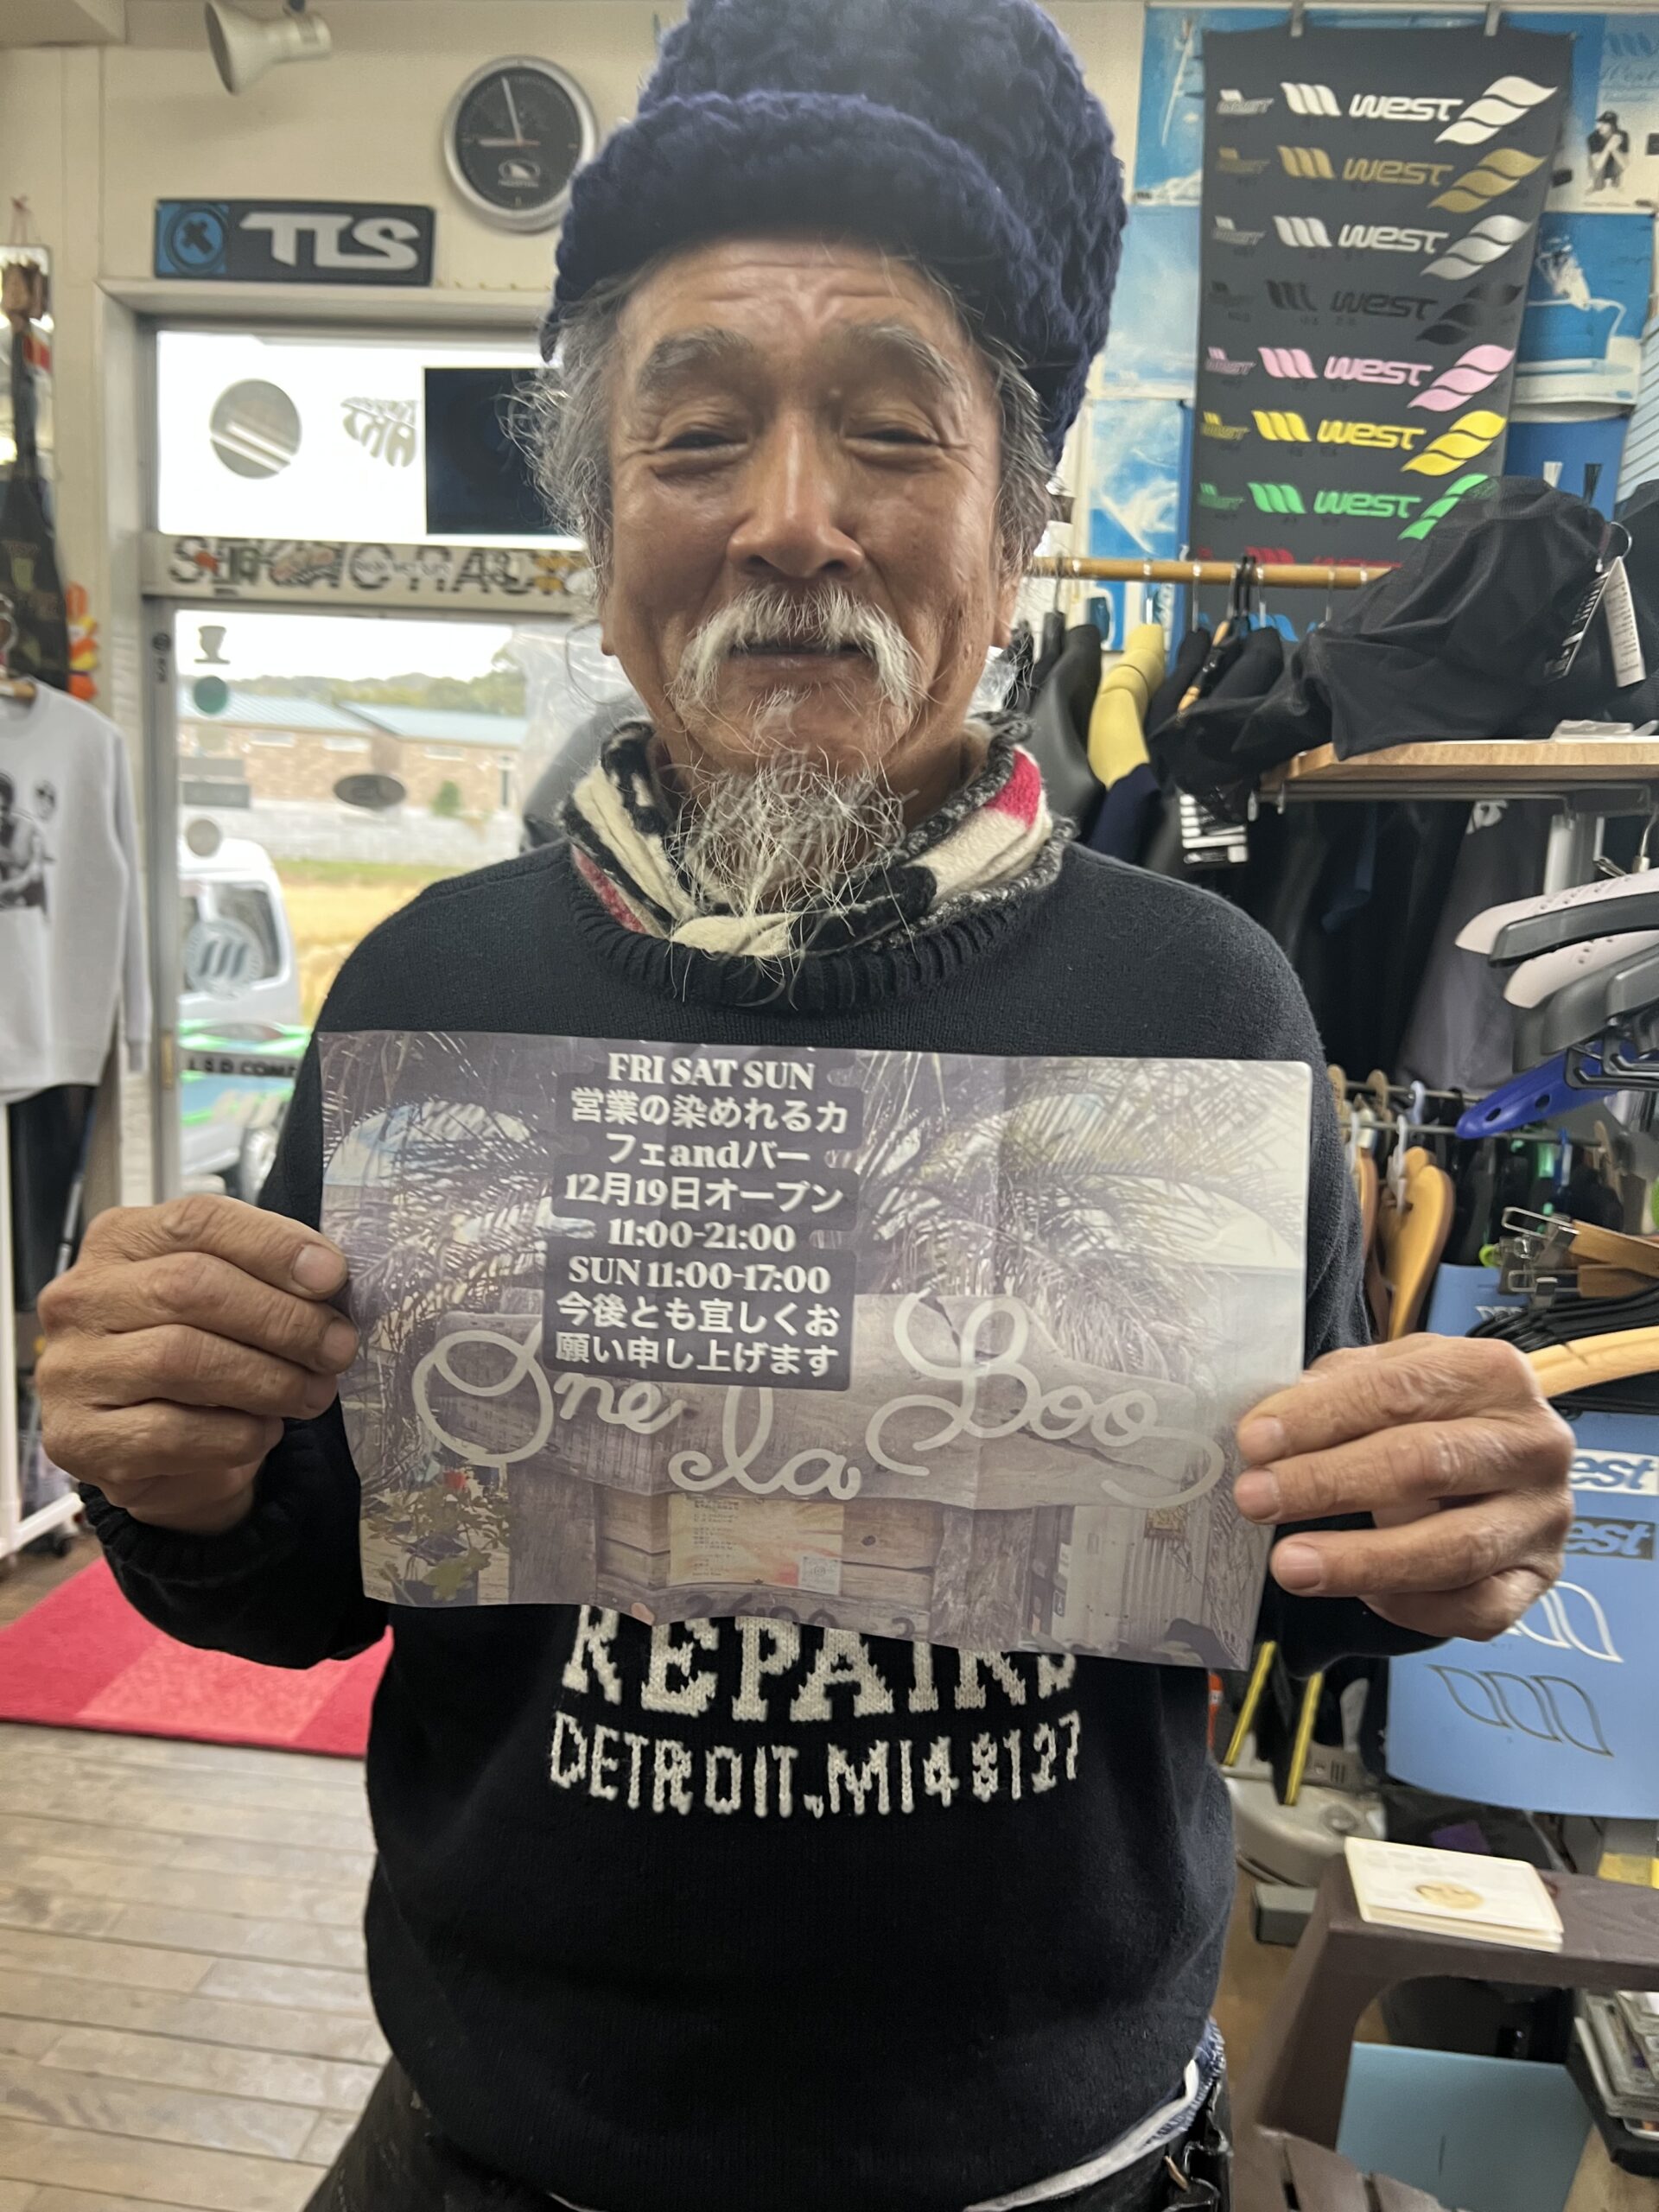 west
west
west
west
west
west
west
TLS
FRI SAT SUN
営業の染めれるカ
フェandバー
12月19日オープン
11:00-21:00
SUN 11:00-17:00
今後とも宜しくお
願い申し上げます
One la Boo
REPAIRS
DETROIT,MI48127